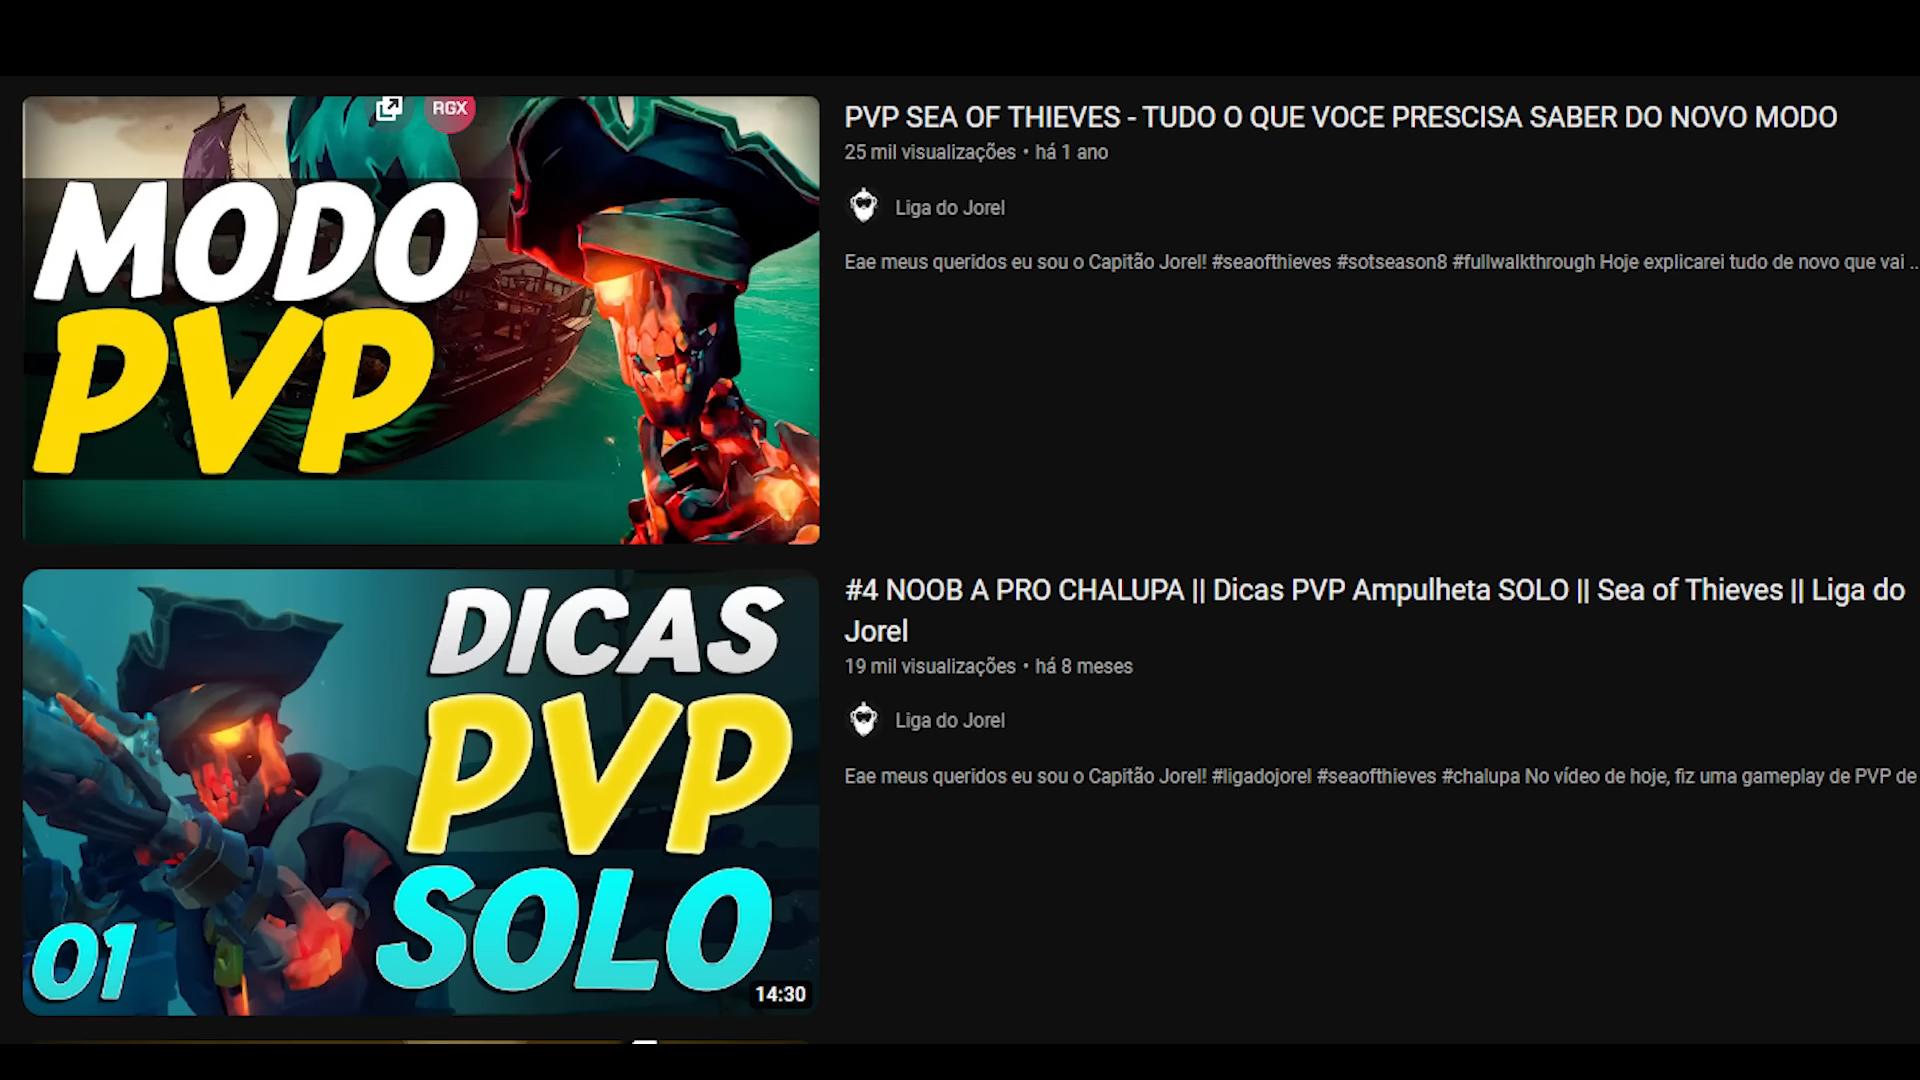 RGX
MODO
PVP
PVP SEA OF THIEVES - TUDO O QUE VOCE PRESCISA SABER DO NOVO MODO
25 mil visualizações • há 1 ano
Liga do Jorel
Eae meus queridos eu sou o Capitão Jorel! #seaofthieves #sotseason8 #fullwalkthrough Hoje explicarei tudo de novo que vai ...
DICAS
PVP
SOLO
01
14:30
#4 NOOB A PRO CHALUPA || Dicas PVP Ampulheta SOLO || Sea of Thieves || Liga do
Jorel
19 mil visualizações • há 8 meses
Liga do Jorel
Eae meus queridos eu sou o Capitão Jorel! #ligadojorel #seaofthieves #chalupa No vídeo de hoje, fiz uma gameplay de PVP de